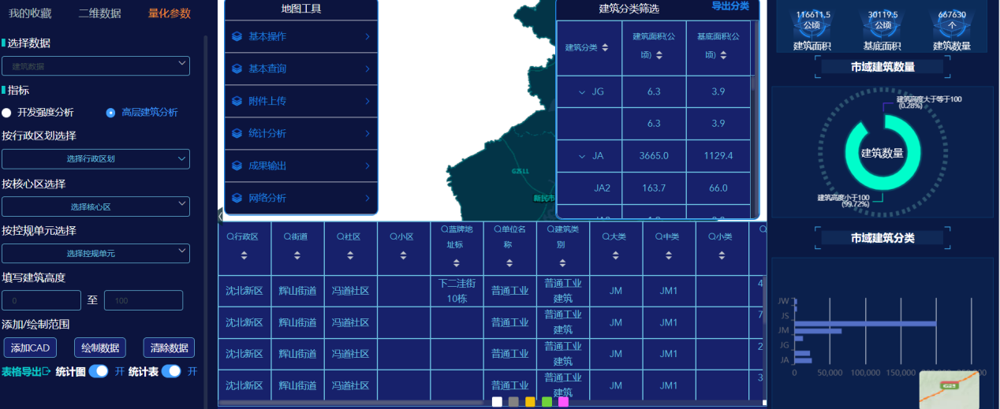 我的收藏 二维数据 量化参数
选择数据
建筑数据
指标
开发强度分析 高层建筑分析
按行政区划选择
选择行政区划
按核心区选择
选择核心区
按控规单元选择
选择控规单元
填写建筑高度
0 至 100
添加/绘制范围
添加CAD 绘制数据 清除数据
表格导出 统计图 开 统计表 开
地图工具
基本操作
基本查询
附件上传
统计分析
成果输出
网络分析
G2511
新民市
建筑分类筛选 导出分类
建筑分类 建筑面积(公顷) 基底面积(公顷)
JG 6.3 3.9
6.3 3.9
JA 3665.0 1129.4
JA2 163.7 66.0
行政区 街道 社区 小区 蓝牌地址标 单位名称 建筑类别 大类 中类 小类
沈北新区 辉山街道 冯道社区 下二洼街10栋 普通工业 普通工业建筑 JM JM1 4
沈北新区 辉山街道 冯道社区 普通工业 普通工业建筑 JM JM1 7
沈北新区 辉山街道 冯道社区 普通工业 普通工业建筑 JM JM1 2
沈北新区 辉山街道 冯道社区 普通工业 普通工业建筑 JM JM1 3
116611.5 30119.5 667630
公顷 公顷 个
建筑面积 基底面积 建筑数量
市域建筑数量
建筑高度大于等于100
(0.28%)
建筑数量
建筑高度小于100
(99.72%)
市域建筑分类
JW
JS
JM
JG
JA
0 50,000 100,000 150,000